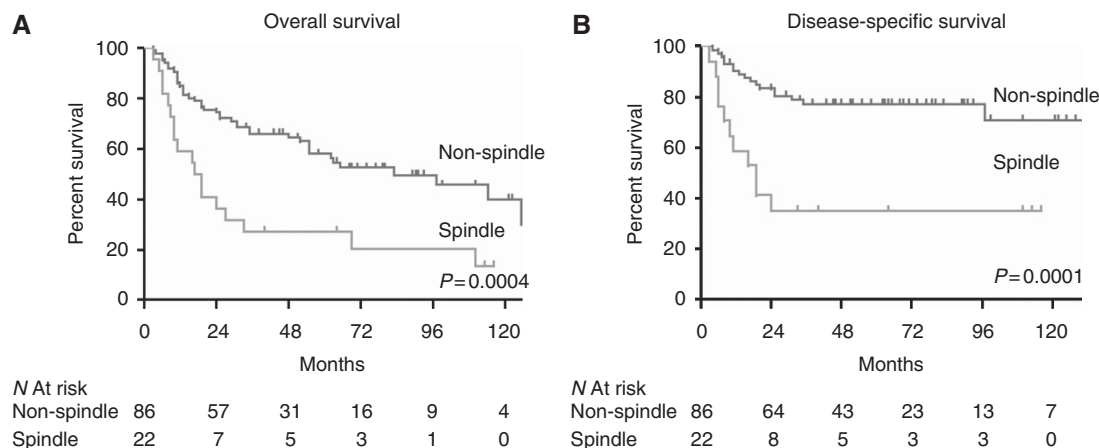 A
Overall survival
100
80
60
40
20
0
Percent survival
Non-spindle
Spindle
P=0.0004
0 24 48 72 96 120
Months
N At risk
Non-spindle 86 57 31 16 9 4
Spindle 22 7 5 3 1 0
B
Disease-specific survival
100
80
60
40
20
0
Percent survival
Non-spindle
Spindle
P=0.0001
0 24 48 72 96 120
Months
N At risk
Non-spindle 86 64 43 23 13 7
Spindle 22 8 5 3 3 0